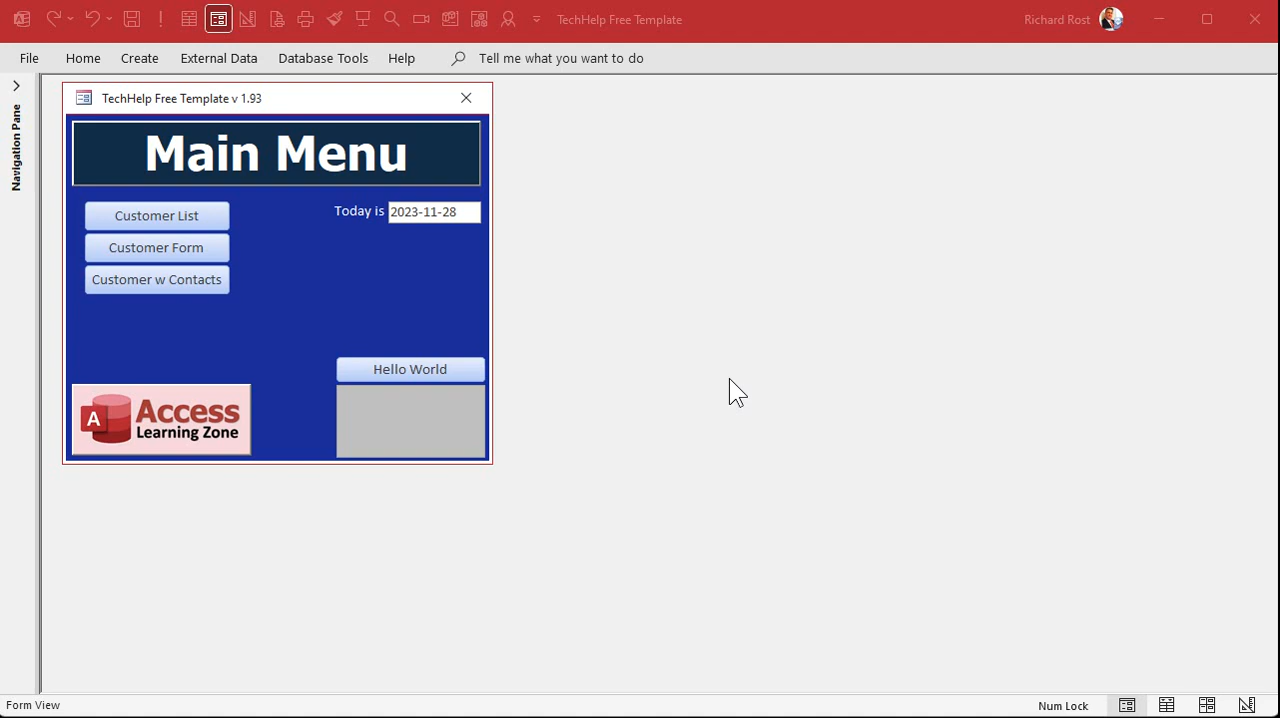 TechHelp Free Template
Richard Rost
File Home Create External Data Database Tools Help Tell me what you want to do
Navigation Pane
TechHelp Free Template v 1.93
Main Menu
Customer List
Today is 2023-11-28
Customer Form
Customer w Contacts
Hello World
A Access
Learning Zone
Form View
Num Lock